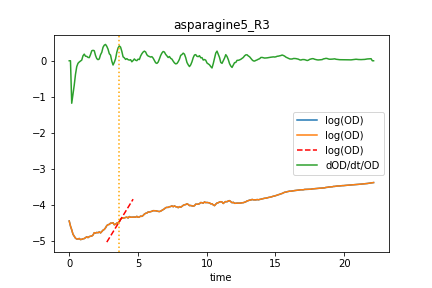 asparagine5_R3
0
−1
−2
−3
−4
−5
log(OD)
log(OD)
log(OD)
dOD/dt/OD
0 5 10 15 20
time